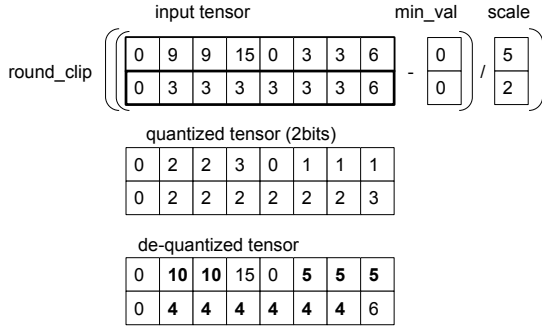 input tensor min_val scale
round_clip (( 0 9 9 15 0 3 3 6 - 0 ) / 5 )
0 3 3 3 3 3 3 6 0 2
quantized tensor (2bits)
0 2 2 3 0 1 1 1
0 2 2 2 2 2 2 3
de-quantized tensor
0 10 10 15 0 5 5 5
0 4 4 4 4 4 4 6